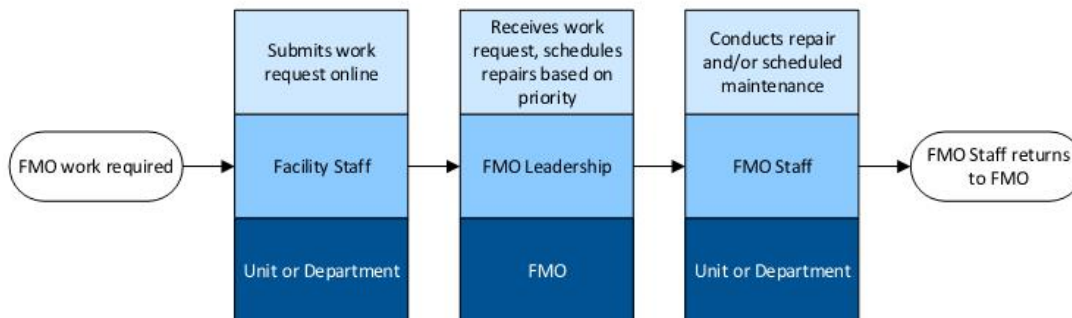 FMO work required
Submits work
request online
Facility Staff
Unit or Department
Receives work
request, schedules
repairs based on
priority
FMO Leadership
FMO
Conducts repair
and/or scheduled
maintenance
FMO Staff
Unit or Department
FMO Staff returns
to FMO